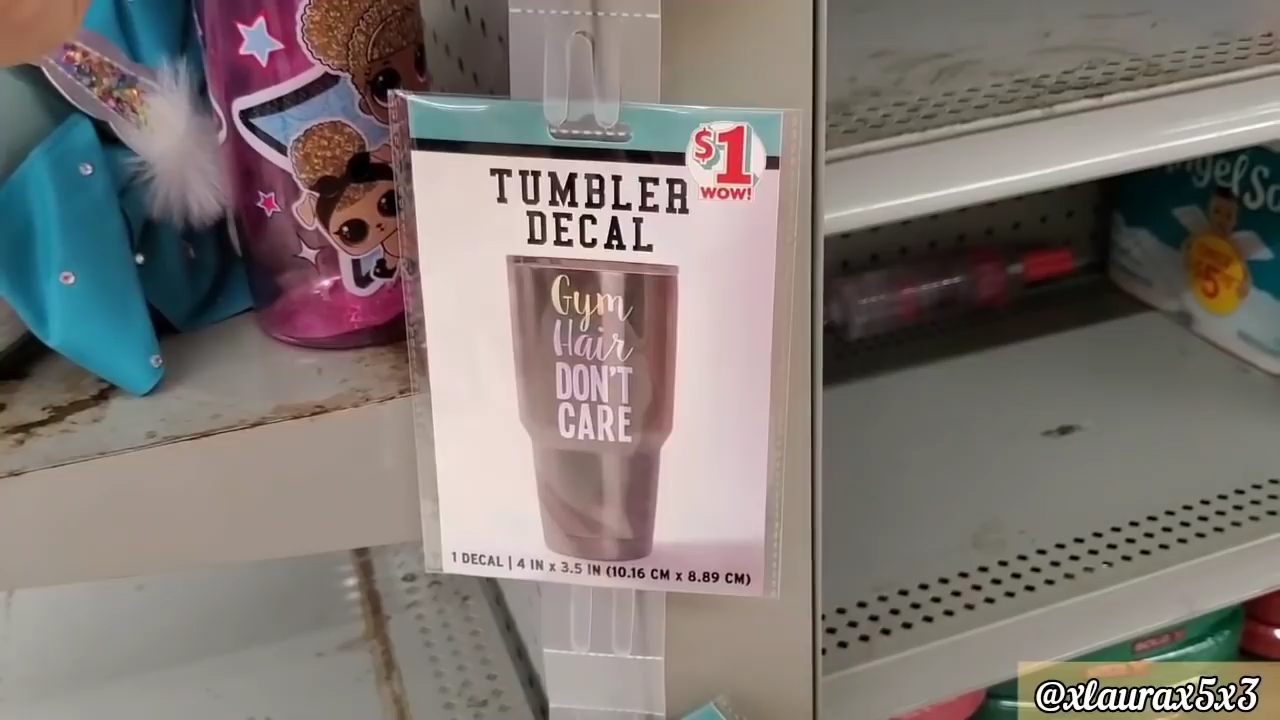 $1
WOW!
TUMBLER
DECAL
Gym
Hair
DON'T
CARE
1 DECAL | 4 IN x 3.5 IN (10.16 CM x 8.89 CM)
$5
@xlaurax5x3